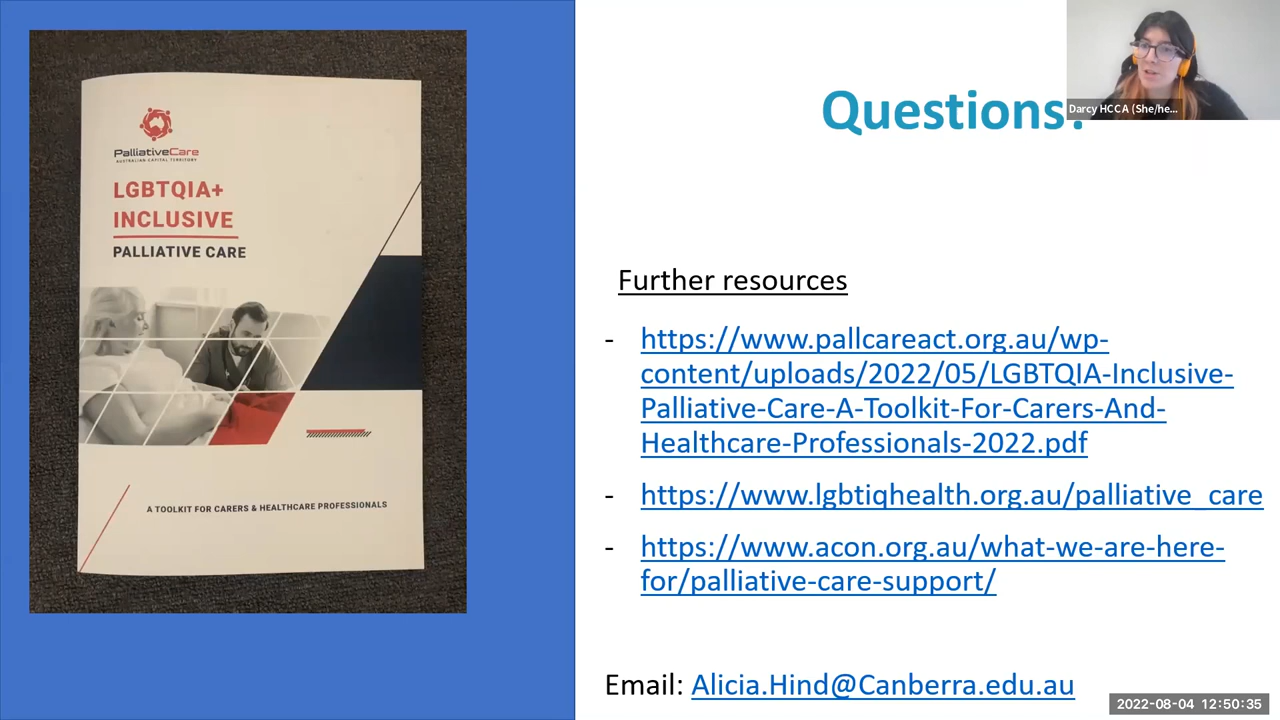 PalliativeCare
AUSTRALIAN CAPITAL TERRITORY
LGBTQIA+
INCLUSIVE
PALLIATIVE CARE
A TOOLKIT FOR CARERS & HEALTHCARE PROFESSIONALS
Questions?
Darcy HCCA (She/he...
Further resources
- https://www.pallcareact.org.au/wp-
content/uploads/2022/05/LGBTQIA-Inclusive-
Palliative-Care-A-Toolkit-For-Carers-And-
Healthcare-Professionals-2022.pdf
- https://www.lgbtiqhealth.org.au/palliative_care
- https://www.acon.org.au/what-we-are-here-
for/palliative-care-support/
Email: Alicia.Hind@Canberra.edu.au
2022-08-04 12:50:35